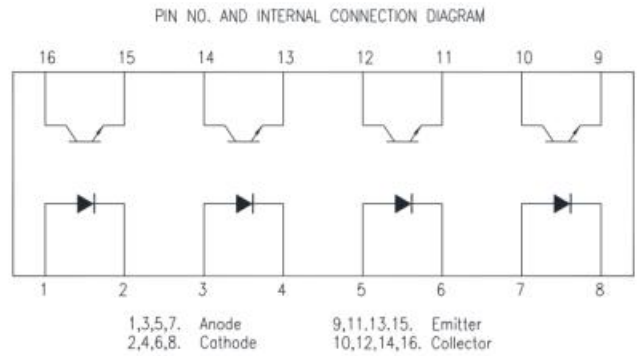 PIN NO. AND INTERNAL CONNECTION DIAGRAM
16 15 14 13 12 11 10 9
1 2 3 4 5 6 7 8
1,3,5,7. Anode 9,11.13.15. Emitter
2,4,6,8. Cathode 10,12,14,16. Collector